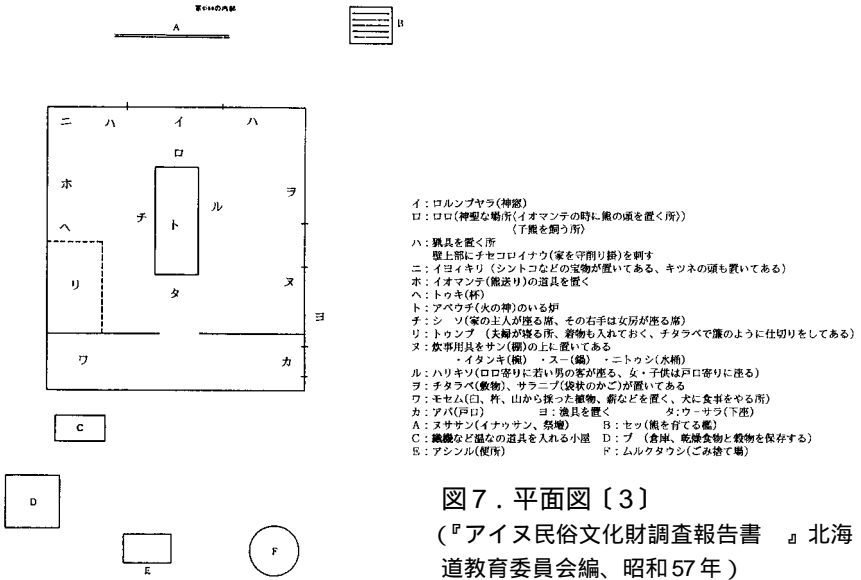 家(チセ)の内部
A
B
ニ ハ イ ハ
ロ
ホ
ヲ
チ ト ル
ヘ
リ
タ
ヌ
ヨ
ワ カ
C
D
E
F
イ:ロルンプヤラ(神窓)
ロ:ロロ(神聖な場所(イオマンテの時に熊の頭を置く所))
(子熊を飼う所)
ハ:猟具を置く所
壁上部にチセコロイナウ(家を守削り掛)を刺す
ニ:イヨイキリ(シントコなどの宝物が置いてある、キツネの頭も置いてある)
ホ:イオマンテ(熊送り)の道具を置く
ヘ:トゥキ(杯)
ト:アペウチ(火の神)のいる炉
チ:シ ソ(家の主人が座る席、その右手は女房が座る席)
リ:トゥンプ (夫婦が寝る所、着物も入れておく、チタラペで簾のように仕切りをしてある)
ヌ:炊事用具をサン(棚)の上に置いてある
・イタンキ(椀) ・スー(鍋) ・ニトゥシ(水桶)
ル:ハリキソ(ロロ寄りに若い男の客が座る、女・子供は戸口寄りに座る)
ヲ:チタラペ(敷物)、サラニプ(袋状のかご)が置いてある
ワ:モセム(臼、杵、山から採った植物、薪などを置く、犬に食事をやる所)
カ:アパ(戸口) ヨ:漁具を置く タ:ウーサラ(下座)
A:ヌササン(イナゥサン、祭壇) B:セッ(熊を育てる檻)
C:織機など温なの道具を入れる小屋 D:プ (倉庫、乾燥食物と穀物を保存する)
E:アシンル(便所) F:ムルクタウシ(ごみ捨て場)
図7.平面図〔3〕
(『アイヌ民俗文化財調査報告書 』北海
道教育委員会編、昭和57年)